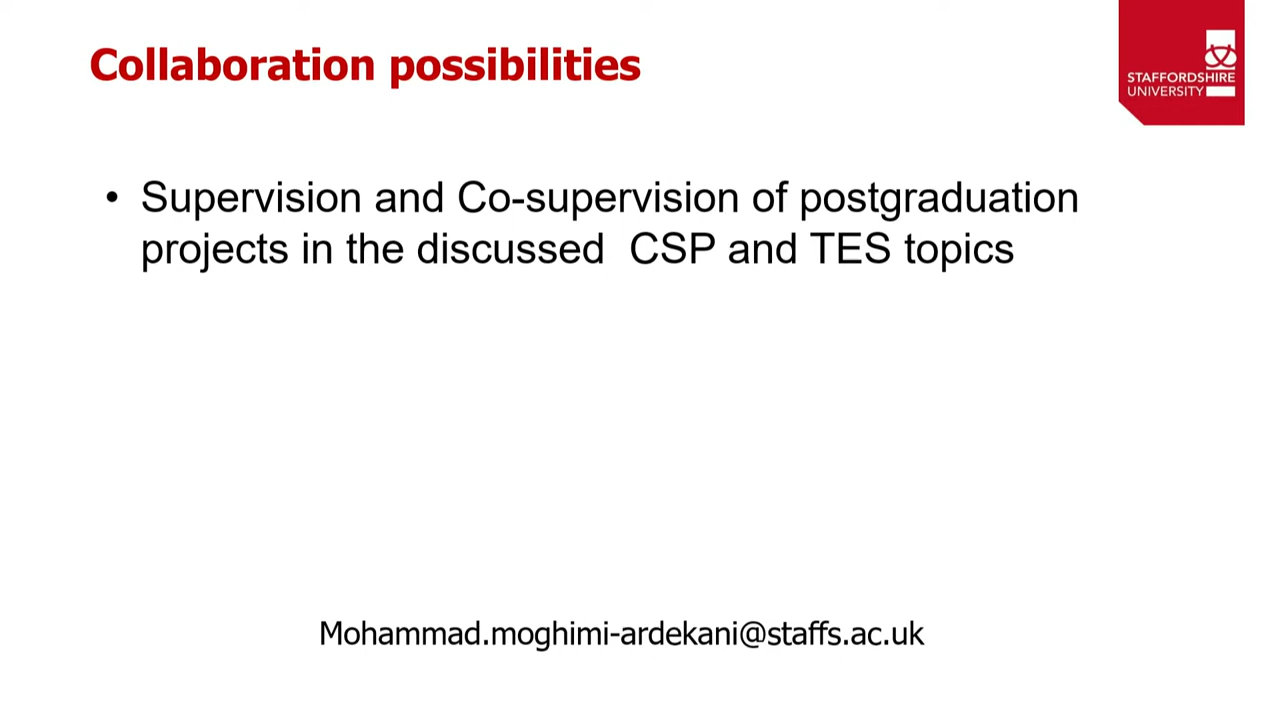 Collaboration possibilities
STAFFORDSHIRE
UNIVERSITY
• Supervision and Co-supervision of postgraduation
projects in the discussed  CSP and TES topics
Mohammad.moghimi-ardekani@staffs.ac.uk